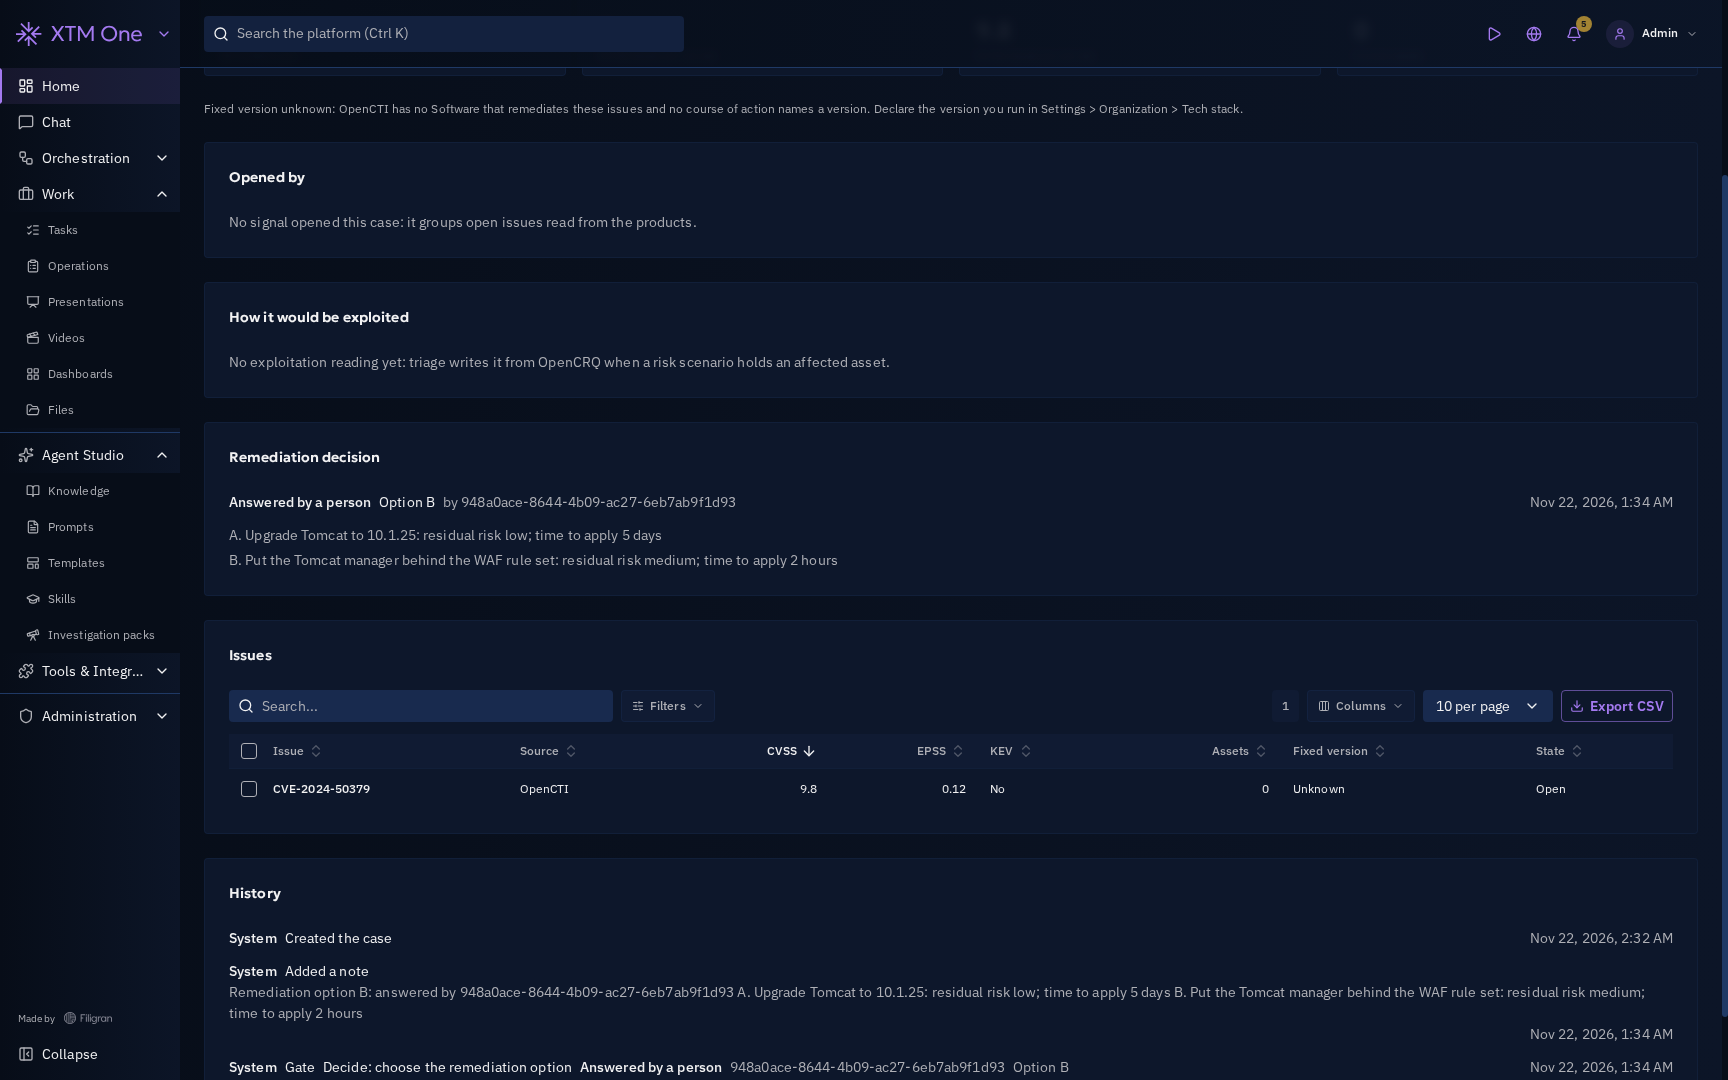 XTM One
Search the platform (Ctrl K)
5
Admin
Home
Chat
Orchestration
Work
Tasks
Operations
Presentations
Videos
Dashboards
Files
Agent Studio
Knowledge
Prompts
Templates
Skills
Investigation packs
Tools & Integr...
Administration
Made by Filigran
Collapse
Fixed version unknown: OpenCTI has no Software that remediates these issues and no course of action names a version. Declare the version you run in Settings > Organization > Tech stack.
Opened by
No signal opened this case: it groups open issues read from the products.
How it would be exploited
No exploitation reading yet: triage writes it from OpenCRQ when a risk scenario holds an affected asset.
Remediation decision
Answered by a person Option B by 948a0ace-8644-4b09-ac27-6eb7ab9f1d93 Nov 22, 2026, 1:34 AM
A. Upgrade Tomcat to 10.1.25: residual risk low; time to apply 5 days
B. Put the Tomcat manager behind the WAF rule set: residual risk medium; time to apply 2 hours
Issues
Search... Filters 1 Columns 10 per page Export CSV
Issue Source CVSS EPSS KEV Assets Fixed version State
CVE-2024-50379 OpenCTI 9.8 0.12 No 0 Unknown Open
History
System Created the case Nov 22, 2026, 2:32 AM
System Added a note
Remediation option B: answered by 948a0ace-8644-4b09-ac27-6eb7ab9f1d93 A. Upgrade Tomcat to 10.1.25: residual risk low; time to apply 5 days B. Put the Tomcat manager behind the WAF rule set: residual risk medium;
time to apply 2 hours
Nov 22, 2026, 1:34 AM
System Gate Decide: choose the remediation option Answered by a person 948a0ace-8644-4b09-ac27-6eb7ab9f1d93 Option B Nov 22, 2026, 1:34 AM